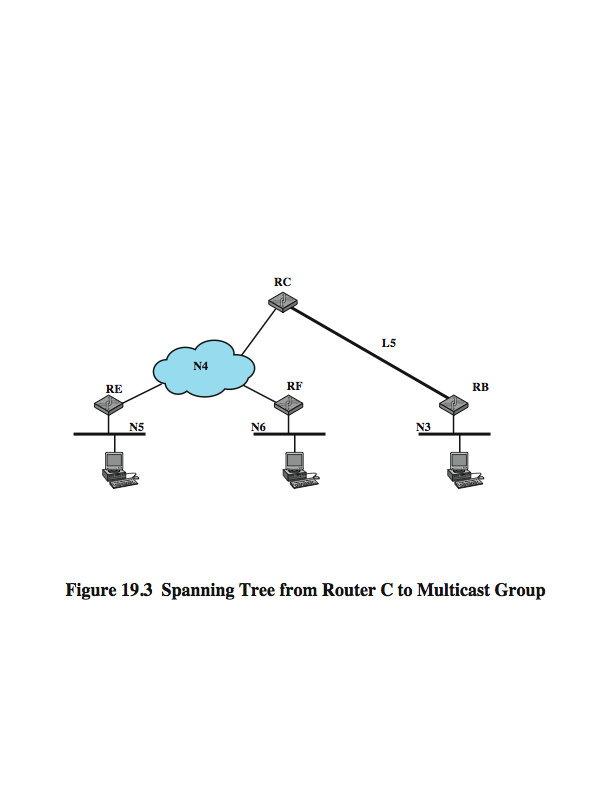 RC
L5
N4
RE
RF
RB
N5
N6
N3
Figure 19.3 Spanning Tree from Router C to Multicast Group